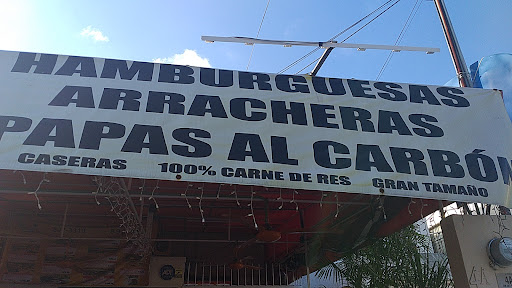 HAMBURGUESAS
ARRACHERAS
PAPAS AL CARBÓN
CASERAS 100% CARNE DE RES GRAN TAMAÑO